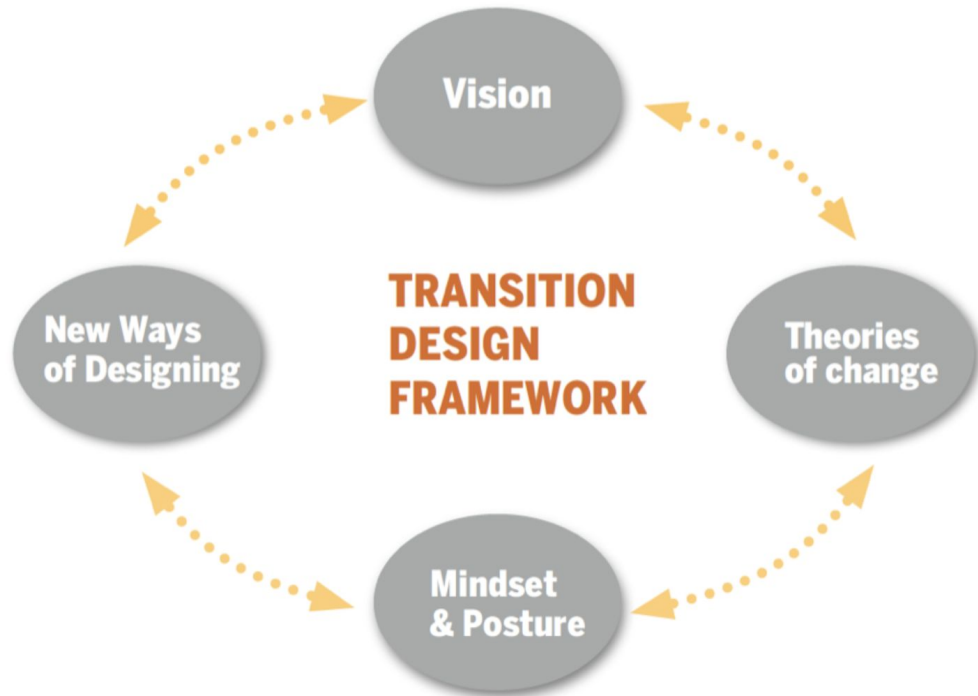 Vision
TRANSITION
DESIGN
FRAMEWORK
New Ways
of Designing
Theories
of change
Mindset
& Posture